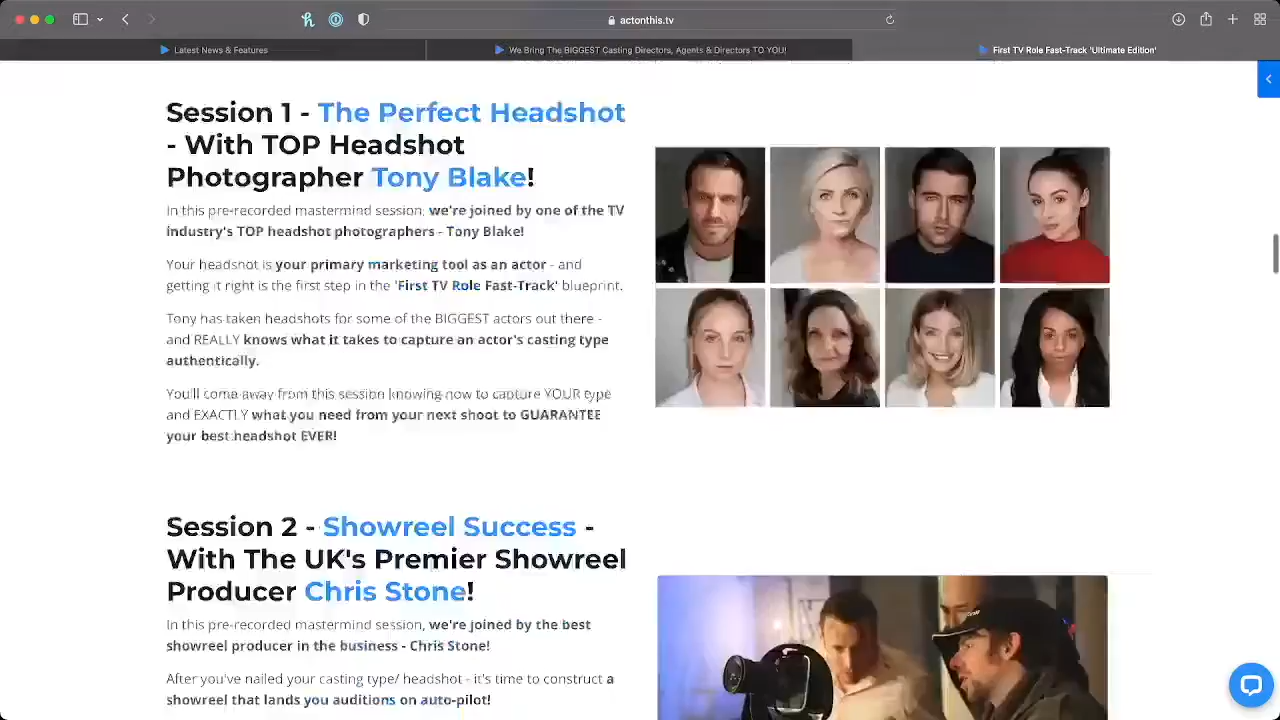 actonthis.tv
Latest News & Features
We Bring The BIGGEST Casting Directors, Agents & Directors TO YOU!
First TV Role Fast-Track 'Ultimate Edition'
Session 1 - The Perfect Headshot
- With TOP Headshot
Photographer Tony Blake!
In this pre-recorded mastermind session, we're joined by one of the TV
industry's TOP headshot photographers - Tony Blake!
Your headshot is your primary marketing tool as an actor - and
getting it right is the first step in the 'First TV Role Fast-Track' blueprint.
Tony has taken headshots for some of the BIGGEST actors out there -
and REALLY knows what it takes to capture an actor's casting type
authentically.
You'll come away from this session knowing how to capture YOUR type
and EXACTLY what you need from your next shoot to GUARANTEE
your best headshot EVER!
Session 2 - Showreel Success -
With The UK's Premier Showreel
Producer Chris Stone!
In this pre-recorded mastermind session, we're joined by the best
showreel producer in the business - Chris Stone!
After you've nailed your casting type/ headshot - it's time to construct a
showreel that lands you auditions on auto-pilot!